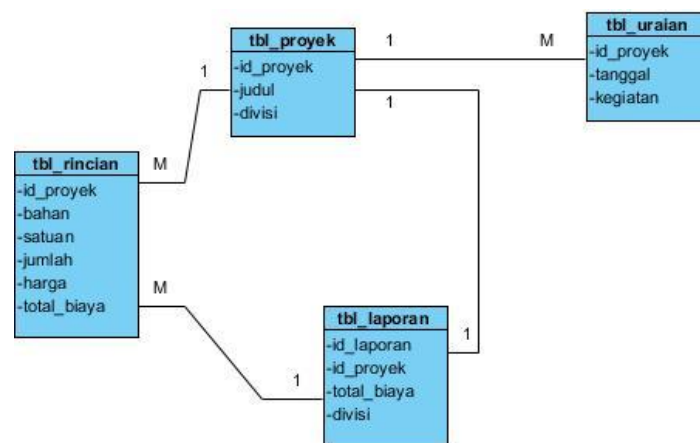 tbl_proyek
-id_proyek
-judul
-divisi
1
M
1
1
tbl_uraian
-id_proyek
-tanggal
-kegiatan
tbl_rincian
-id_proyek
-bahan
-satuan
-jumlah
-harga
-total_biaya
M
M
1
1
tbl_laporan
-id_laporan
-id_proyek
-total_biaya
-divisi